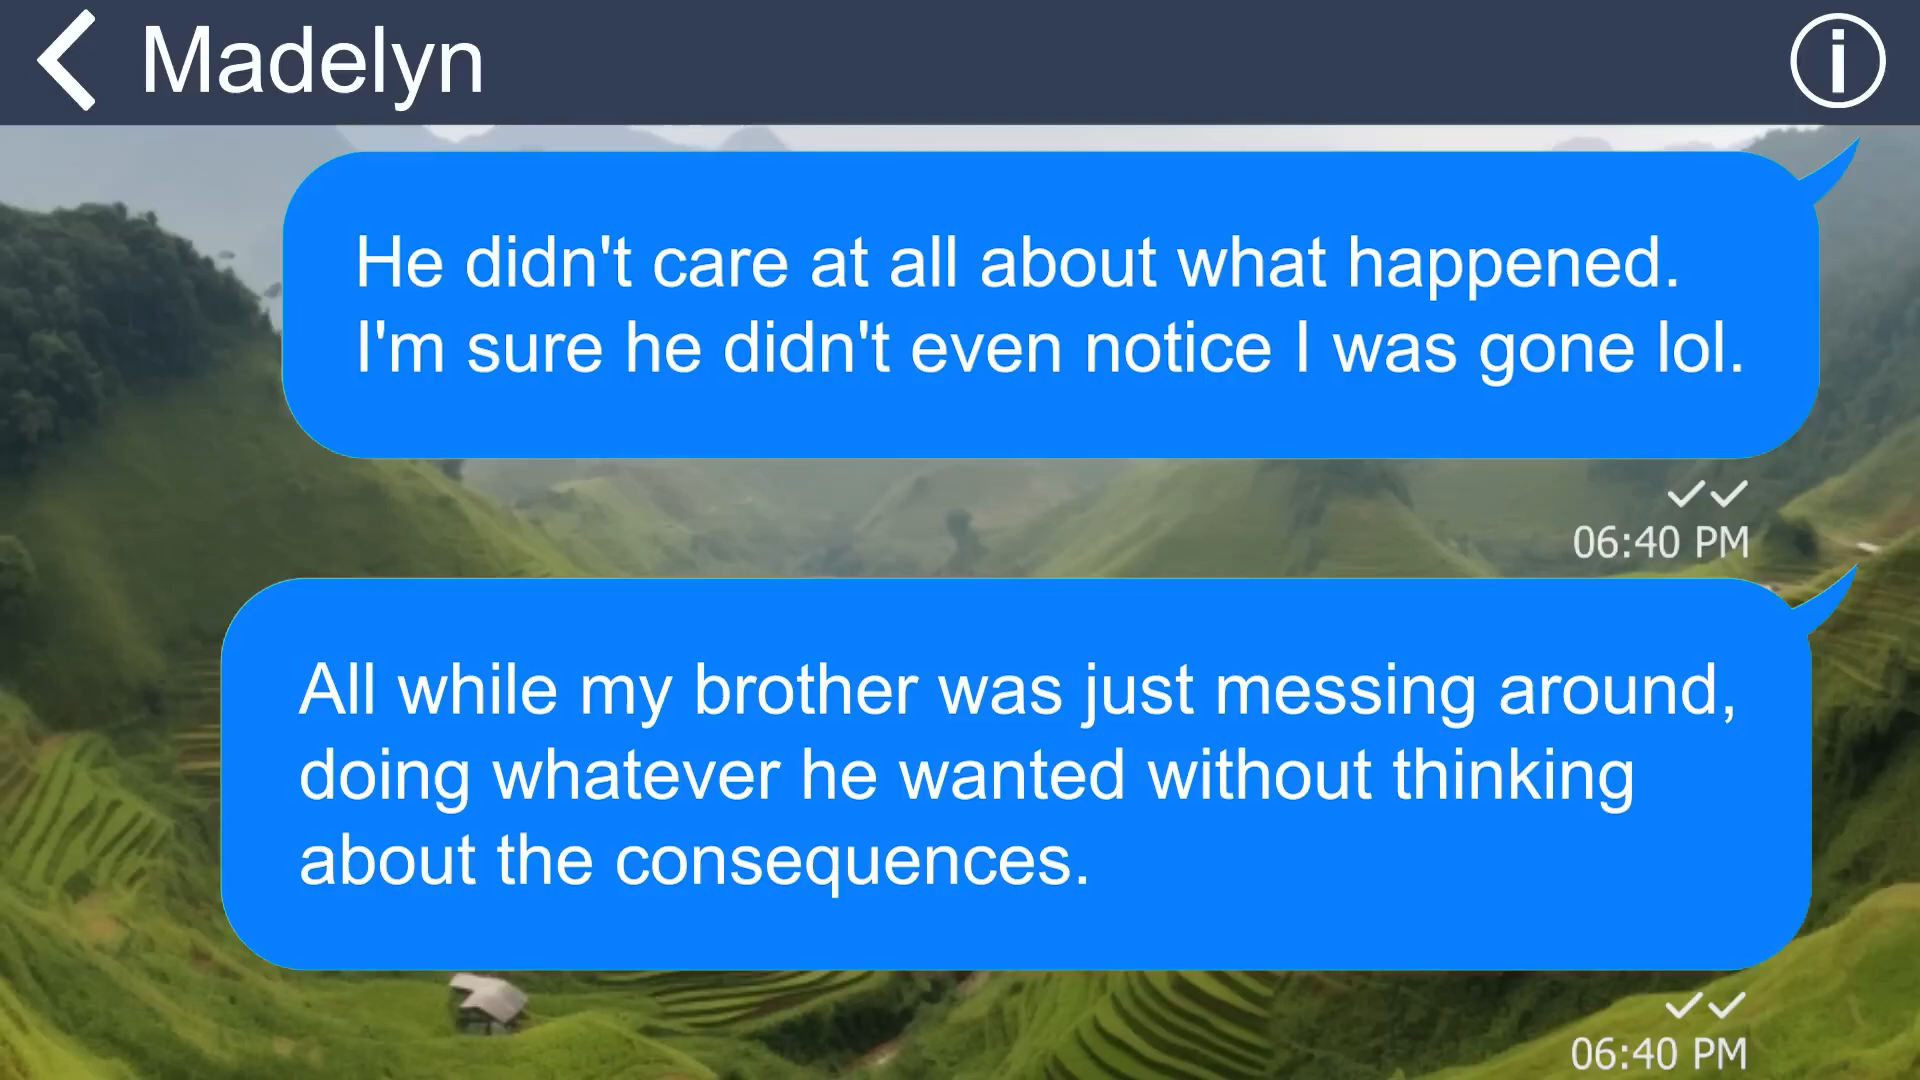 Madelyn
He didn't care at all about what happened.
I'm sure he didn't even notice I was gone lol.
06:40 PM
All while my brother was just messing around,
doing whatever he wanted without thinking
about the consequences.
06:40 PM